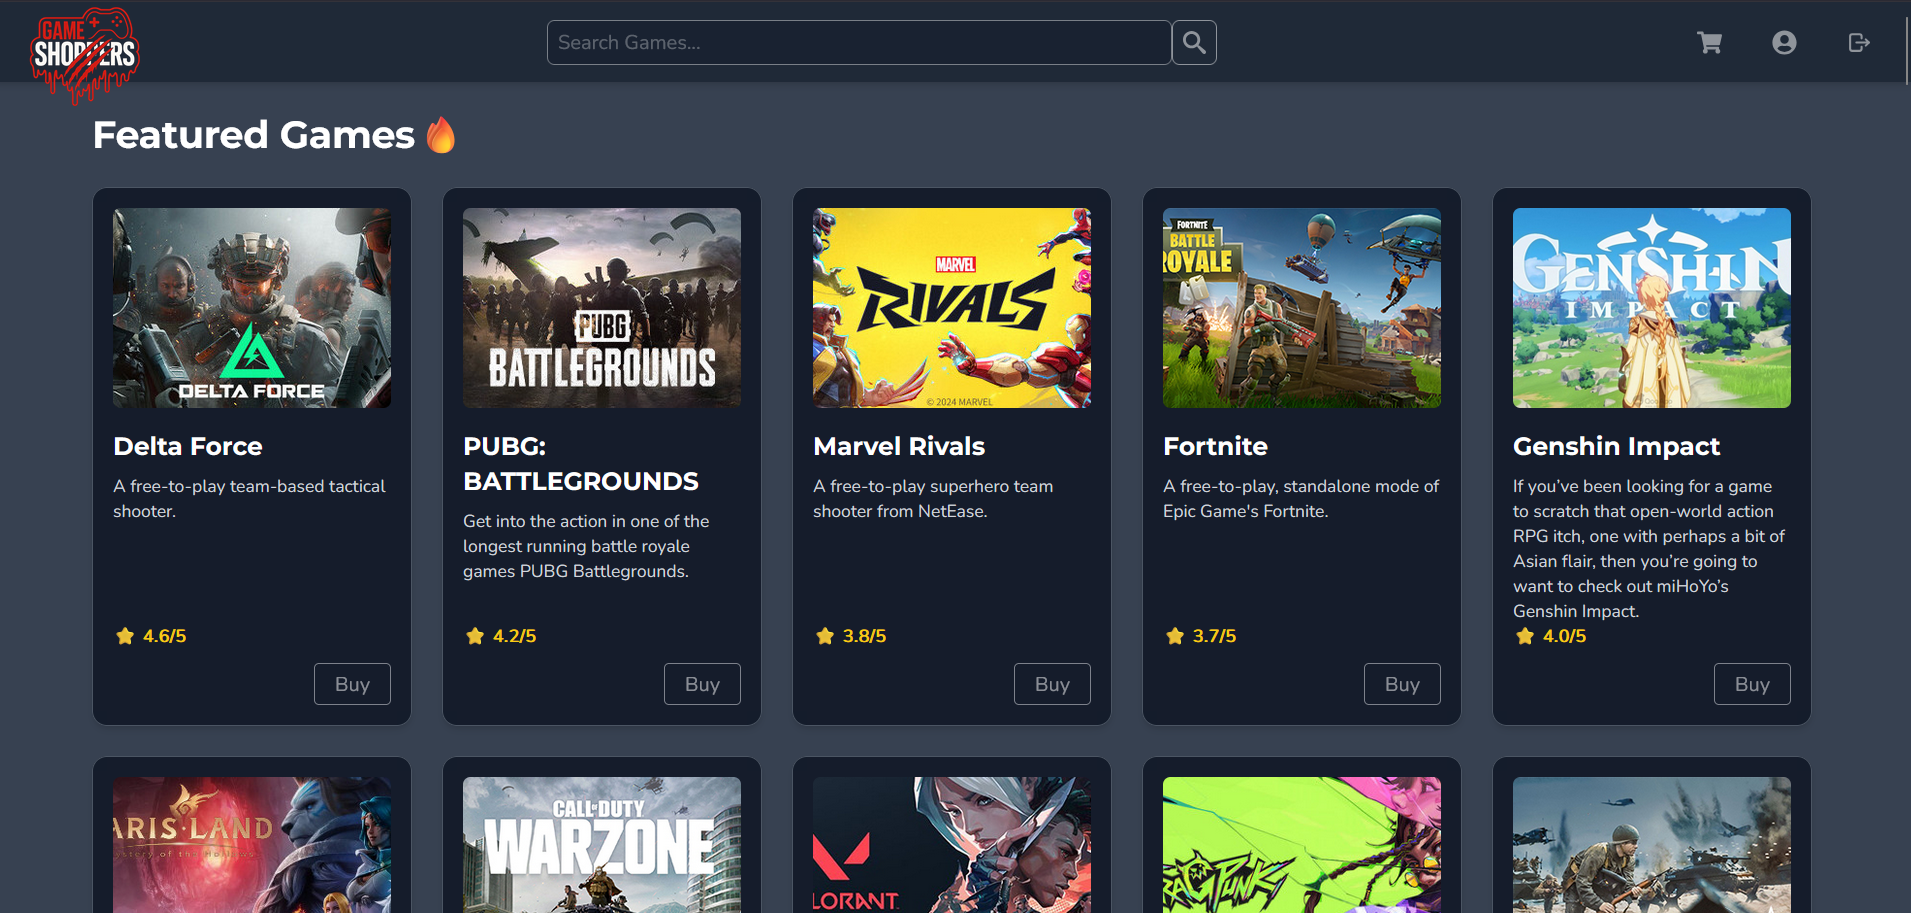 GAME
SHOPPERS
Search Games...
Featured Games
DELTA FORCE
PUBG
BATTLEGROUNDS
MARVEL
RIVALS
© 2024 MARVEL
FORTNITE
BATTLE
ROYALE
GENSHIN
IMPACT
Delta Force
A free-to-play team-based tactical
shooter.
4.6/5
Buy
PUBG:
BATTLEGROUNDS
Get into the action in one of the
longest running battle royale
games PUBG Battlegrounds.
4.2/5
Buy
Marvel Rivals
A free-to-play superhero team
shooter from NetEase.
3.8/5
Buy
Fortnite
A free-to-play, standalone mode of
Epic Game's Fortnite.
3.7/5
Buy
Genshin Impact
If you’ve been looking for a game
to scratch that open-world action
RPG itch, one with perhaps a bit of
Asian flair, then you’re going to
want to check out miHoYo’s
Genshin Impact.
4.0/5
Buy
ARIS LAND
CALL OF DUTY
WARZONE
LORANT
RAGPUNK